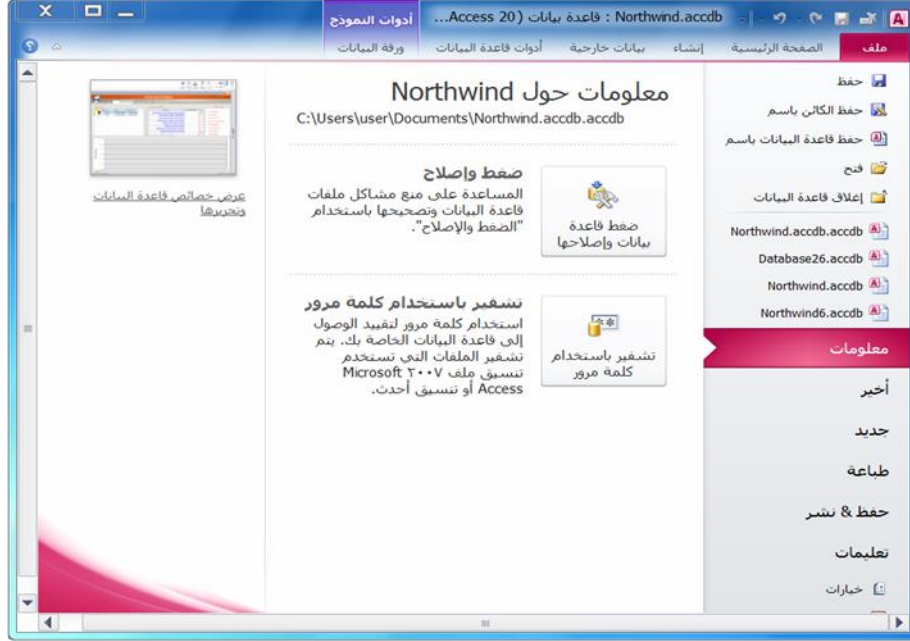 Northwind.accdb : قاعدة بيانات (Access 20...
أدوات النموذج
ملف
الصفحة الرئيسية
إنشاء
بيانات خارجية
أدوات قاعدة البيانات
ورقة البيانات
حفظ
حفظ الكائن باسم
حفظ قاعدة البيانات باسم
فتح
إغلاق قاعدة البيانات
Northwind.accdb.accdb
Database26.accdb
Northwind.accdb
Northwind6.accdb
معلومات
أخير
جديد
طباعة
حفظ & نشر
تعليمات
خيارات
معلومات حول Northwind
C:\Users\user\Documents\Northwind.accdb.accdb
ضغط قاعدة
بيانات وإصلاحها
ضغط وإصلاح
المساعدة على منع مشاكل ملفات
قاعدة البيانات وتصحيحها باستخدام
"الضغط والإصلاح".
تشفير باستخدام
كلمة مرور
تشفير باستخدام كلمة مرور
استخدام كلمة مرور لتقييد الوصول
إلى قاعدة البيانات الخاصة بك. يتم
تشفير الملفات التي تستخدم
تنسيق ملف Microsoft ٢٠٠٧
Access أو تنسيق أحدث.
عرض خصائص قاعدة البيانات
وتحريرها